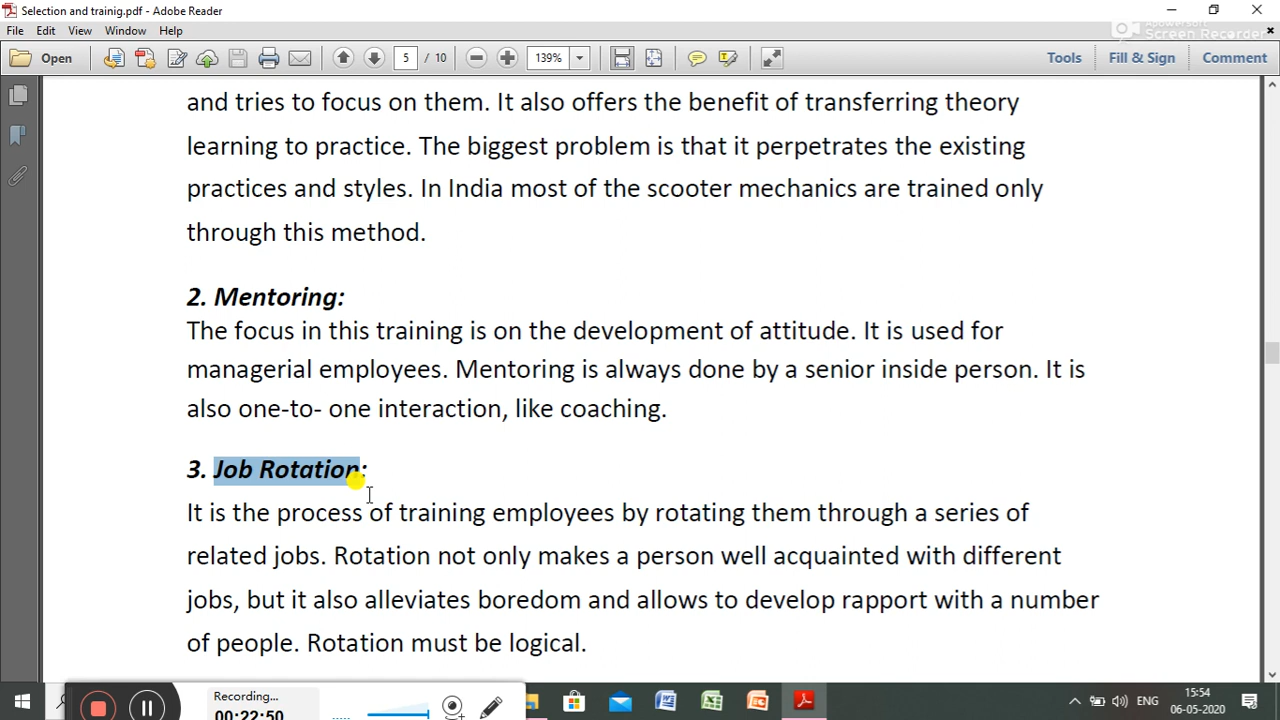 Selection and trainig.pdf - Adobe Reader
File Edit View Window Help
Apowersoft
Screen Recorder
Open 5 / 10 139% Tools Fill & Sign Comment
and tries to focus on them. It also offers the benefit of transferring theory
learning to practice. The biggest problem is that it perpetrates the existing
practices and styles. In India most of the scooter mechanics are trained only
through this method.
2. Mentoring:
The focus in this training is on the development of attitude. It is used for
managerial employees. Mentoring is always done by a senior inside person. It is
also one-to- one interaction, like coaching.
3. Job Rotation:
It is the process of training employees by rotating them through a series of
related jobs. Rotation not only makes a person well acquainted with different
jobs, but it also alleviates boredom and allows to develop rapport with a number
of people. Rotation must be logical.
Recording...
00:22:50
ENG
15:54
06-05-2020